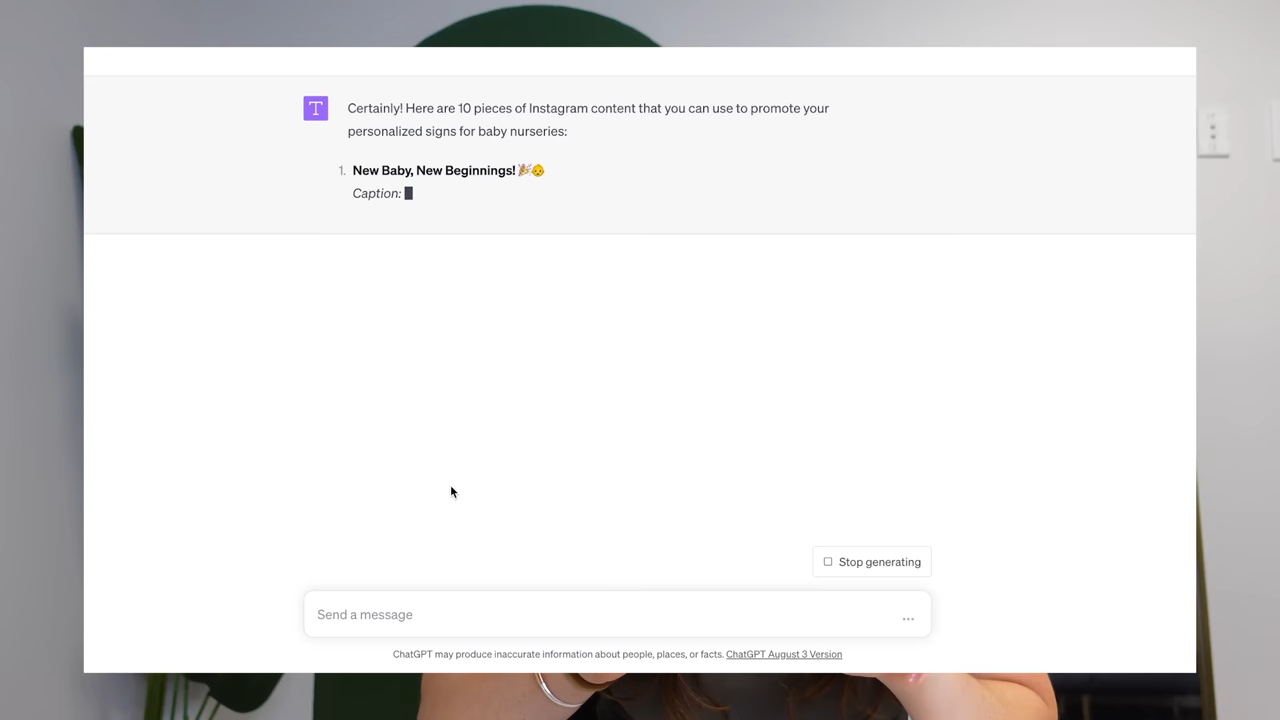 T
Certainly! Here are 10 pieces of Instagram content that you can use to promote your
personalized signs for baby nurseries:
1. New Baby, New Beginnings! 🎉👶
Caption:
Stop generating
Send a message
...
ChatGPT may produce inaccurate information about people, places, or facts. ChatGPT August 3 Version